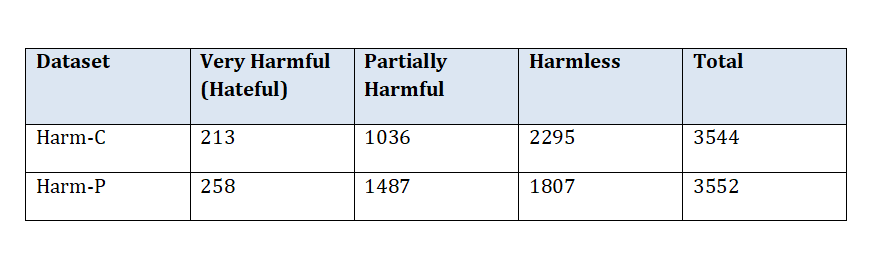 Dataset Very Harmful (Hateful) Partially Harmful Harmless Total
Harm-C 213 1036 2295 3544
Harm-P 258 1487 1807 3552